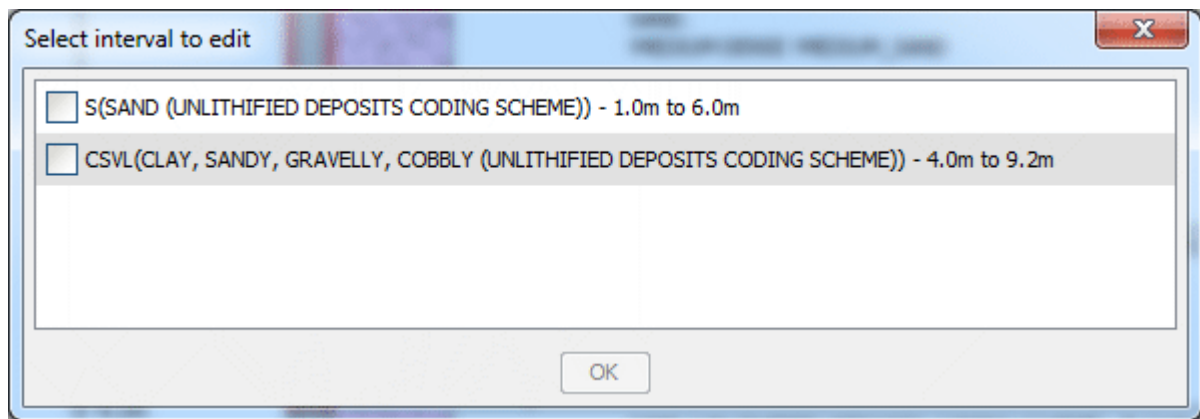 Select interval to edit
S(SAND (UNLITHIFIED DEPOSITS CODING SCHEME)) - 1.0m to 6.0m
CSVL(CLAY, SANDY, GRAVELLY, COBBLY (UNLITHIFIED DEPOSITS CODING SCHEME)) - 4.0m to 9.2m
OK